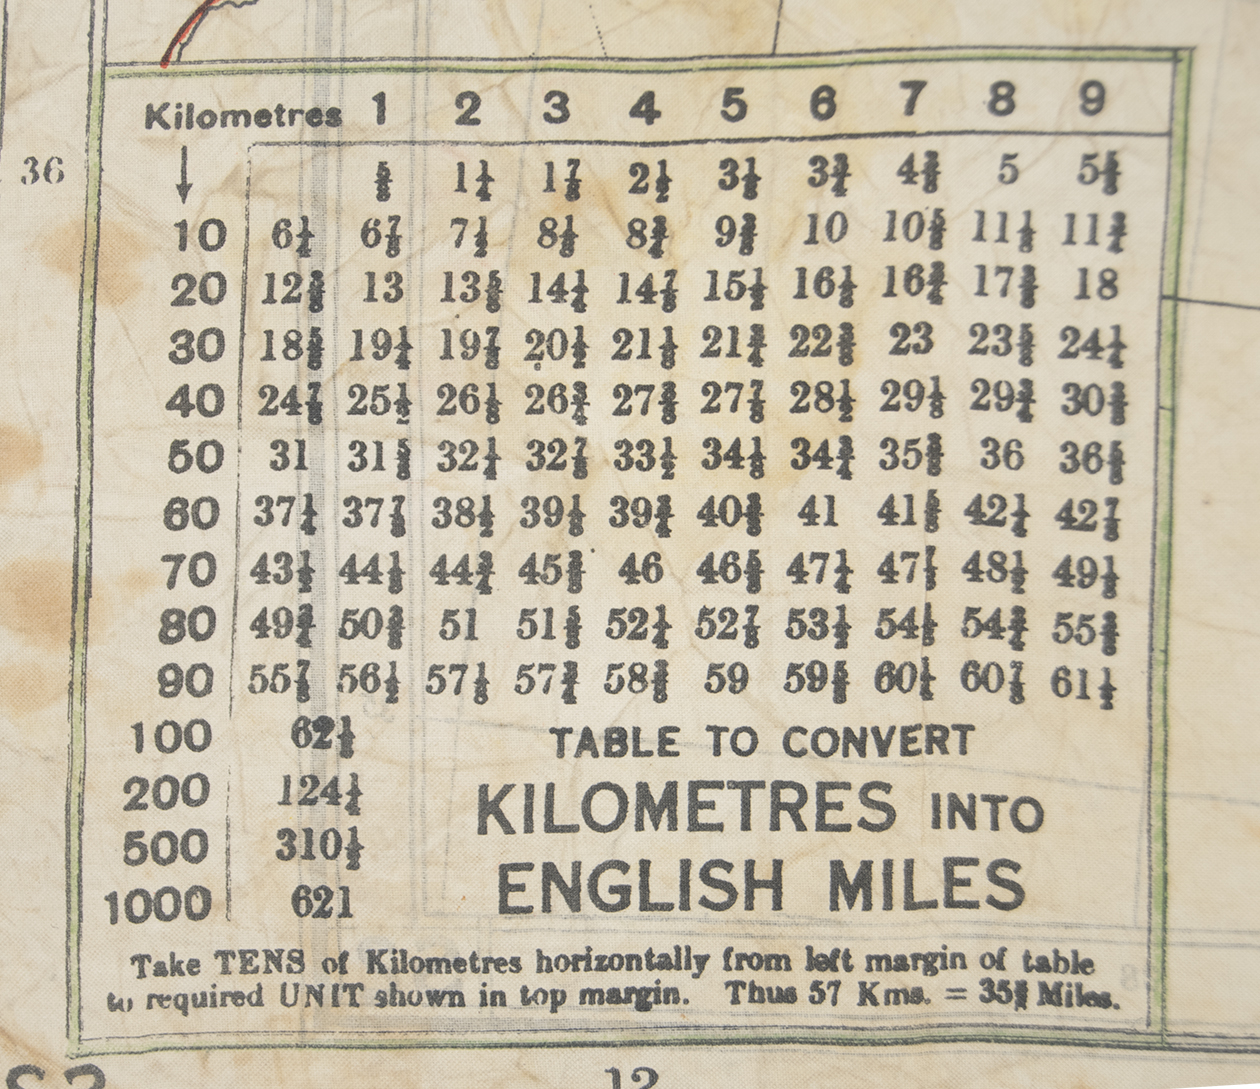 Kilometres 1 2 3 4 5 6 7 8 9
36
↓ ⅝ 1¼ 1⅞ 2½ 3⅛ 3¾ 4⅜ 5 5⅝
10 6¼ 6⅞ 7½ 8⅛ 8¾ 9⅜ 10 10⅝ 11⅛ 11¾
20 12⅜ 13 13⅝ 14¼ 14⅞ 15½ 16⅛ 16¾ 17⅜ 18
30 18⅝ 19¼ 19⅞ 20½ 21⅛ 21¾ 22⅜ 23 23⅝ 24¼
40 24⅞ 25½ 26⅛ 26¾ 27⅜ 27⅞ 28½ 29⅛ 29¾ 30⅜
50 31 31⅝ 32¼ 32⅞ 33½ 34⅛ 34¾ 35⅜ 36 36⅝
60 37¼ 37⅞ 38½ 39⅛ 39¾ 40⅜ 41 41⅝ 42¼ 42⅞
70 43½ 44⅛ 44¾ 45⅜ 46 46⅝ 47¼ 47⅞ 48½ 49⅛
80 49¾ 50⅜ 51 51⅝ 52¼ 52⅞ 53½ 54⅛ 54¾ 55⅜
90 55⅞ 56½ 57⅛ 57¾ 58⅜ 59 59⅝ 60¼ 60⅞ 61½
100 62⅛
200 124¼
500 310½
1000 621
TABLE TO CONVERT
KILOMETRES INTO
ENGLISH MILES
Take TENS of Kilometres horizontally from left margin of table
to required UNIT shown in top margin. Thus 57 Kms. = 35⅜ Miles.
12